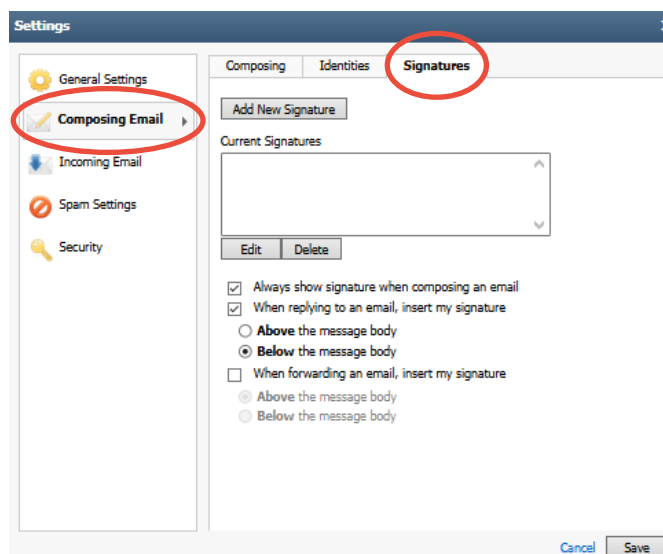 Settings
General Settings
Composing Email
Incoming Email
Spam Settings
Security
Composing Identities Signatures
Add New Signature
Current Signatures
Edit Delete
Always show signature when composing an email
When replying to an email, insert my signature
Above the message body
Below the message body
When forwarding an email, insert my signature
Above the message body
Below the message body
Cancel Save